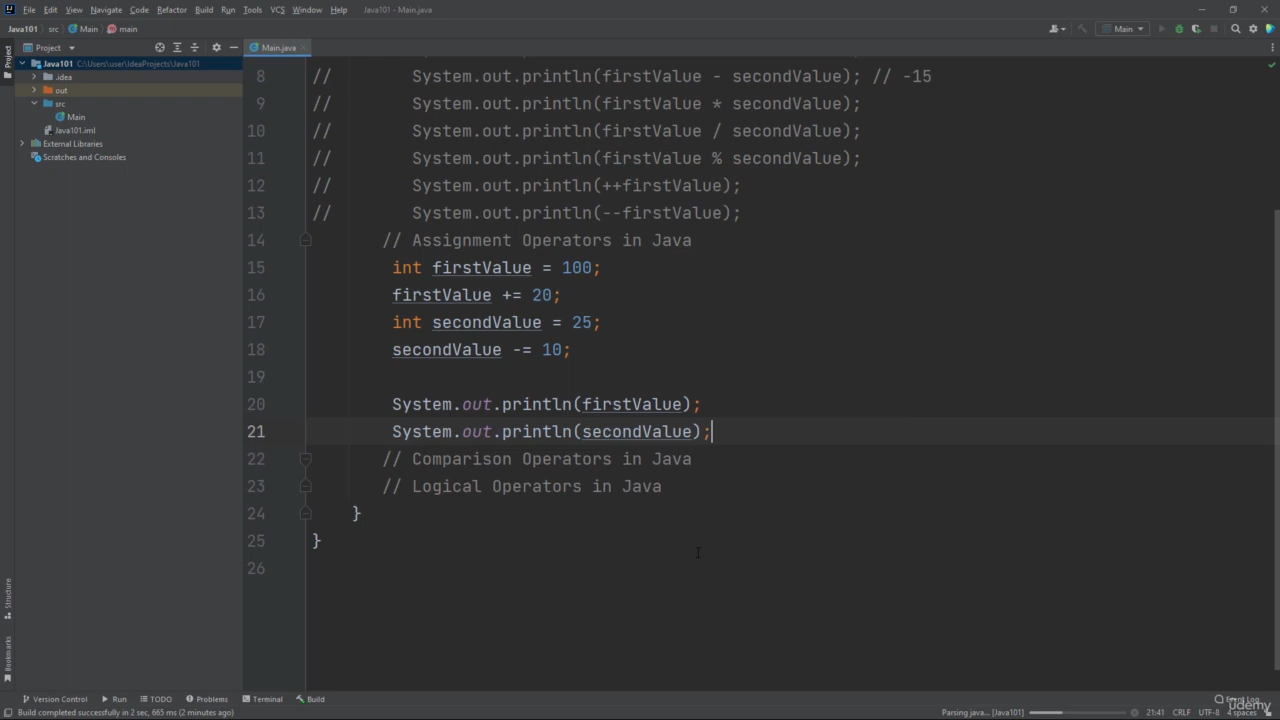 File Edit View Navigate Code Refactor Build Run Tools VCS Window Help Java101 - Main.java
Java101 src Main main Main
Project Main.java
Project
Java101 C:\Users\user\IdeaProjects\Java101
.idea
out
src
Main
Java101.iml
External Libraries
Scratches and Consoles
8 // System.out.println(firstValue - secondValue); // -15
9 // System.out.println(firstValue * secondValue);
10 // System.out.println(firstValue / secondValue);
11 // System.out.println(firstValue % secondValue);
12 // System.out.println(++firstValue);
13 // System.out.println(--firstValue);
14 // Assignment Operators in Java
15 int firstValue = 100;
16 firstValue += 20;
17 int secondValue = 25;
18 secondValue -= 10;
19
20 System.out.println(firstValue);
21 System.out.println(secondValue);
22 // Comparison Operators in Java
23 // Logical Operators in Java
24 }
25 }
26
Structure
Bookmarks
Version Control Run TODO Problems Terminal Build Event Log
Build completed successfully in 2 sec, 665 ms (2 minutes ago) Parsing java... [Java101] 21:41 CRLF UTF-8 4 spaces
udemy